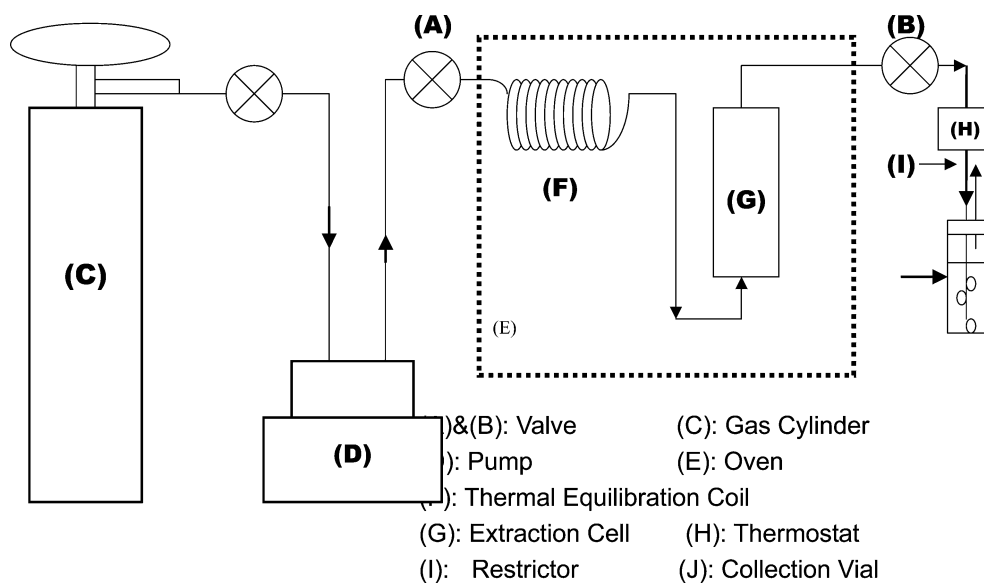 (A)
(B)
(H)
(I)
(F)
(G)
(C)
(E)
(D)
)&(B): Valve (C): Gas Cylinder
): Pump (E): Oven
): Thermal Equilibration Coil
(G): Extraction Cell (H): Thermostat
(I): Restrictor (J): Collection Vial